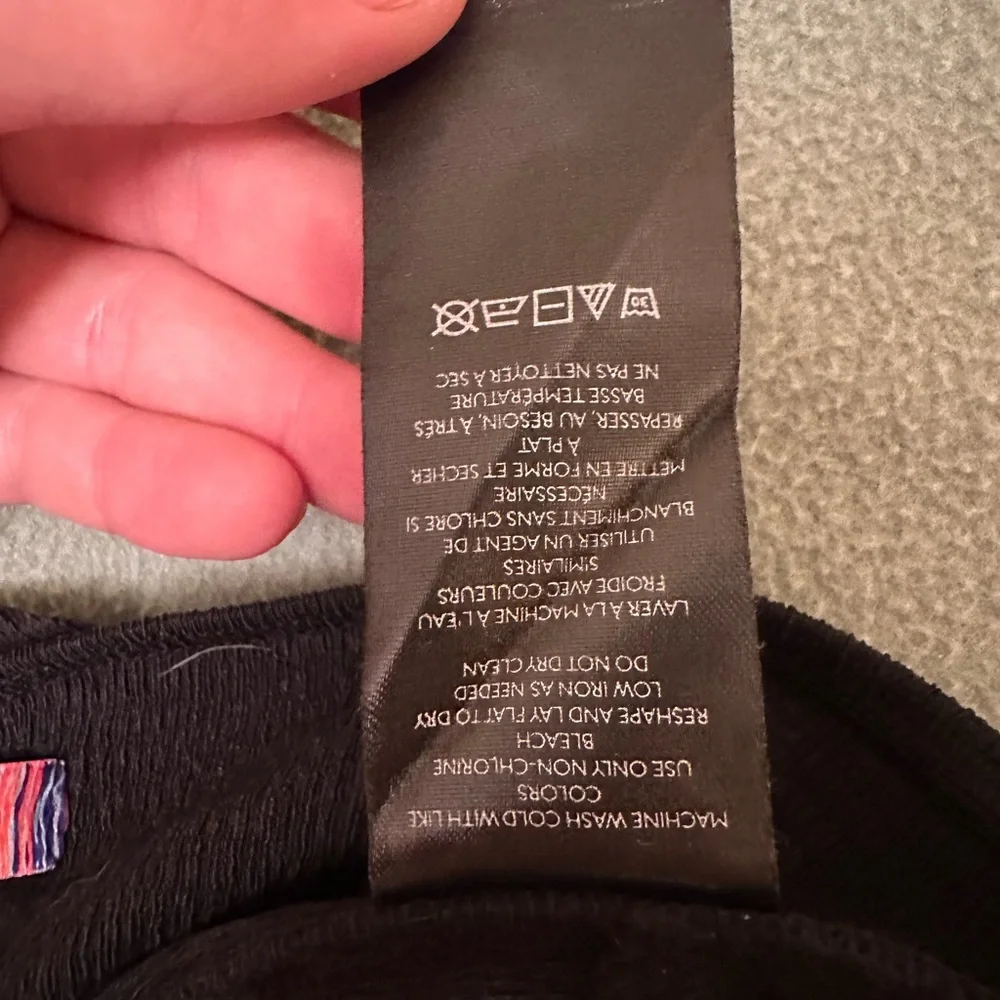 MACHINE WASH COLD WITH LIKE
COLORS
USE ONLY NON-CHLORINE
BLEACH
RESHAPE AND LAY FLAT TO DRY
LOW IRON AS NEEDED
DO NOT DRY CLEAN
LAVER À LA MACHINE À L'EAU
FROIDE AVEC COULEURS
SIMILAIRES
UTILISER UN AGENT DE
BLANCHIMENT SANS CHLORE SI
NÉCESSAIRE
METTRE EN FORME ET SECHER
À PLAT
REPASSER, AU BESOIN, À TRÉS
BASSE TEMPÉRATURE
NE PAS NETTOYER À SEC
30